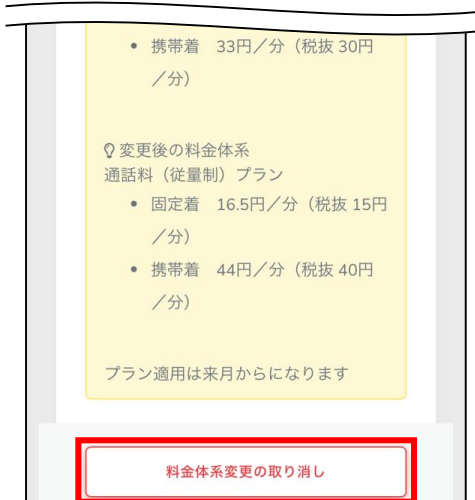 • 携帯着　33円／分（税抜 30円
／分）
変更後の料金体系
通話料（従量制）プラン
• 固定着　16.5円／分（税抜 15円
／分）
• 携帯着　44円／分（税抜 40円
／分）
プラン適用は来月からになります
料金体系変更の取り消し